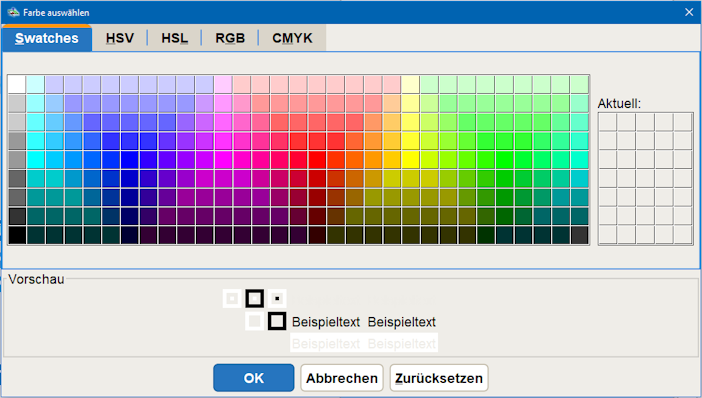 Farbe auswählen
Swatches HSV HSL RGB CMYK
Aktuell:
Vorschau
Beispieltext Beispieltext
Beispieltext Beispieltext
OK Abbrechen Zurücksetzen